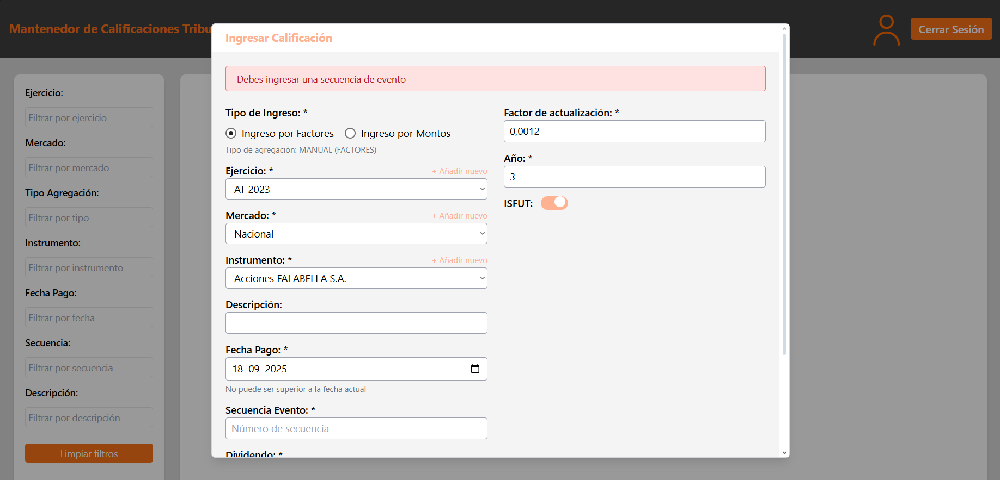 Mantenedor de Calificaciones Tribu
Cerrar Sesión
Ejercicio:
Filtrar por ejercicio
Mercado:
Filtrar por mercado
Tipo Agregación:
Filtrar por tipo
Instrumento:
Filtrar por instrumento
Fecha Pago:
Filtrar por fecha
Secuencia:
Filtrar por secuencia
Descripción:
Filtrar por descripción
Limpiar filtros
Ingresar Calificación
Debes ingresar una secuencia de evento
Tipo de Ingreso: *
Ingreso por Factores Ingreso por Montos
Tipo de agregación: MANUAL (FACTORES)
Ejercicio: * + Añadir nuevo
AT 2023
Mercado: * + Añadir nuevo
Nacional
Instrumento: * + Añadir nuevo
Acciones FALABELLA S.A.
Descripción:
Fecha Pago: *
18-09-2025
No puede ser superior a la fecha actual
Secuencia Evento: *
Número de secuencia
Dividendo: *
Factor de actualización: *
0,0012
Año: *
3
ISFUT: